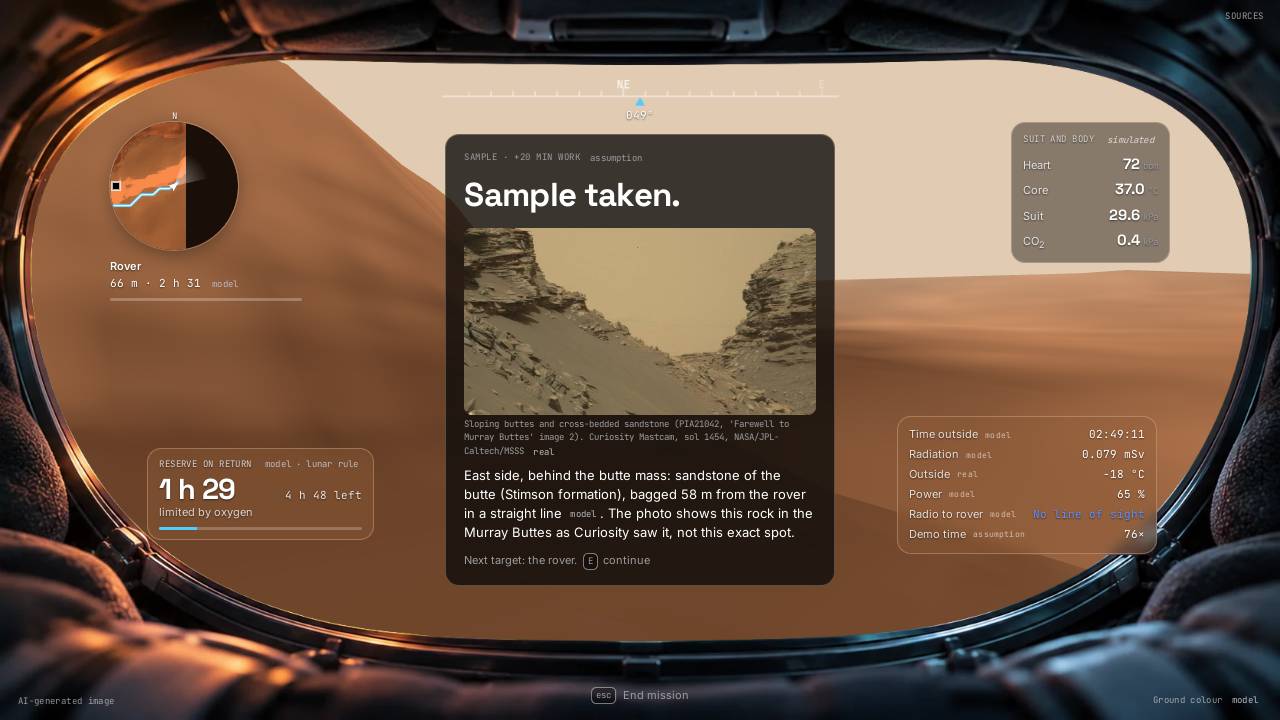 SOURCES
NE
E
049°
N
Rover
66 m · 2 h 31 model
SAMPLE · +20 MIN WORK assumption
Sample taken.
Sloping buttes and cross-bedded sandstone (PIA21042, 'Farewell to
Murray Buttes' image 2). Curiosity Mastcam, sol 1454, NASA/JPL-
Caltech/MSSS real
East side, behind the butte mass: sandstone of the
butte (Stimson formation), bagged 58 m from the rover
in a straight line model. The photo shows this rock in the
Murray Buttes as Curiosity saw it, not this exact spot.
Next target: the rover. E continue
SUIT AND BODY simulated
Heart 72 bpm
Core 37.0 °C
Suit 29.6 kPa
CO2 0.4 kPa
RESERVE ON RETURN model · lunar rule
1 h 29 4 h 48 left
limited by oxygen
Time outside model 02:49:11
Radiation model 0.079 mSv
Outside real -18 °C
Power model 65 %
Radio to rover model No line of sight
Demo time assumption 76×
AI-generated image
esc End mission
Ground colour model